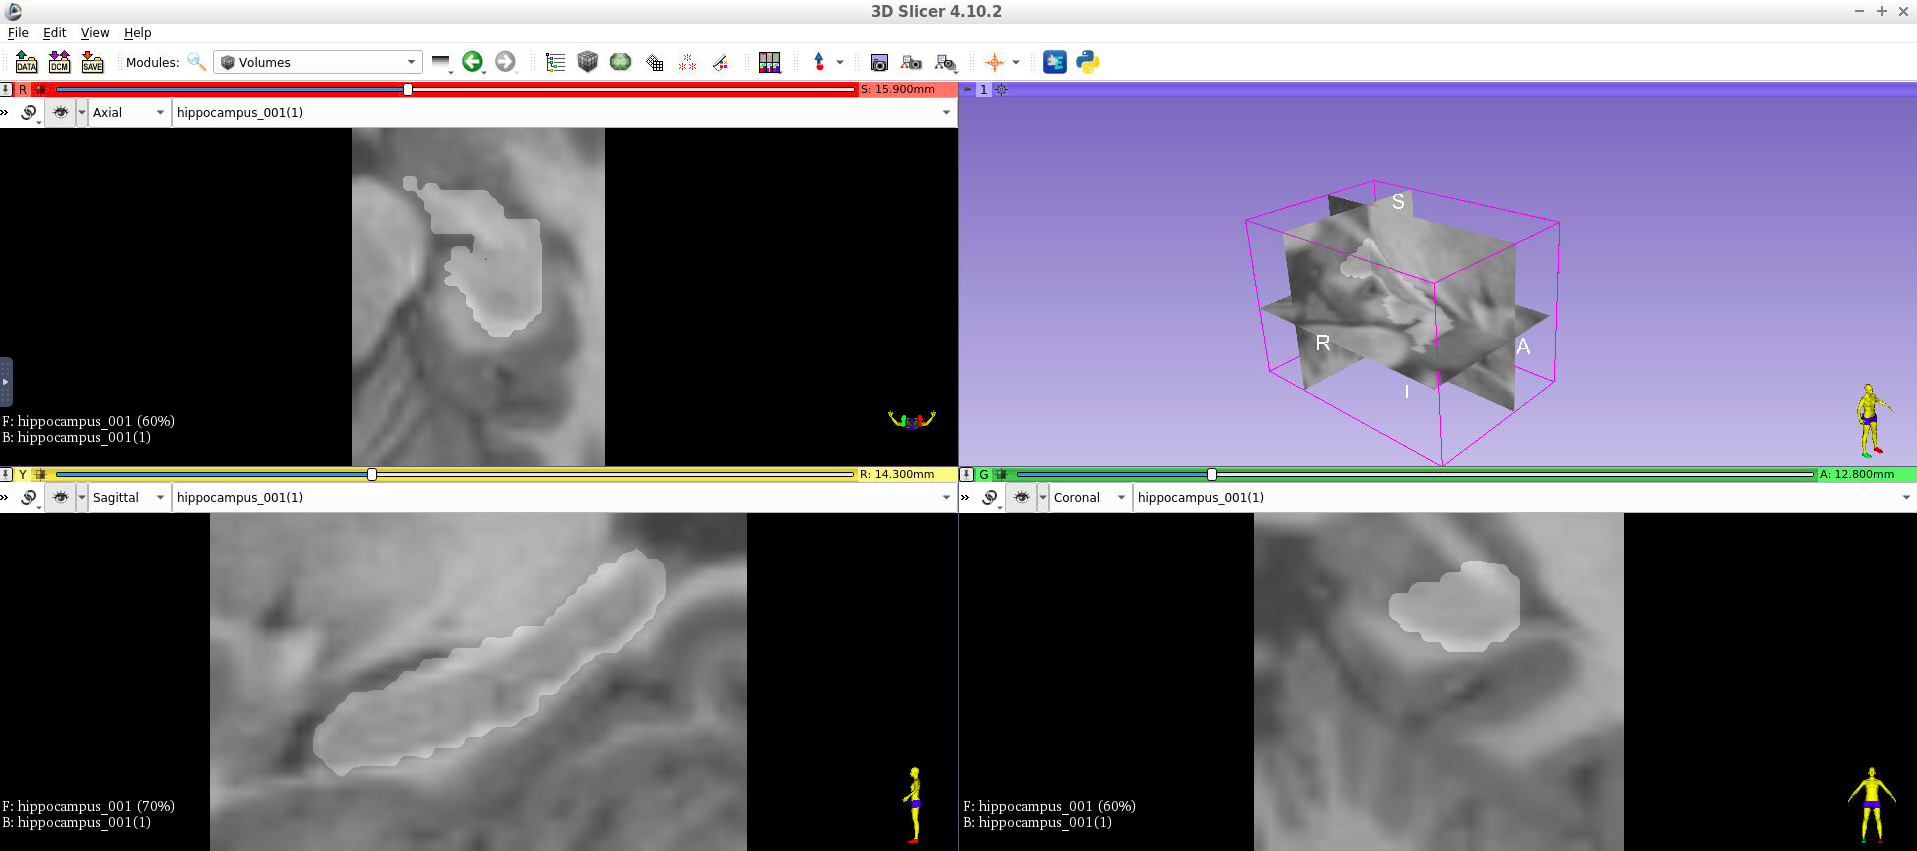 3D Slicer 4.10.2
File Edit View Help
DATA DCM SAVE Modules: Volumes
R S: 15.900mm
Axial hippocampus_001(1)
F: hippocampus_001 (60%)
B: hippocampus_001(1)
1
S
R A
I
Y R: 14.300mm
Sagittal hippocampus_001(1)
F: hippocampus_001 (70%)
B: hippocampus_001(1)
G A: 12.800mm
Coronal hippocampus_001(1)
F: hippocampus_001 (60%)
B: hippocampus_001(1)